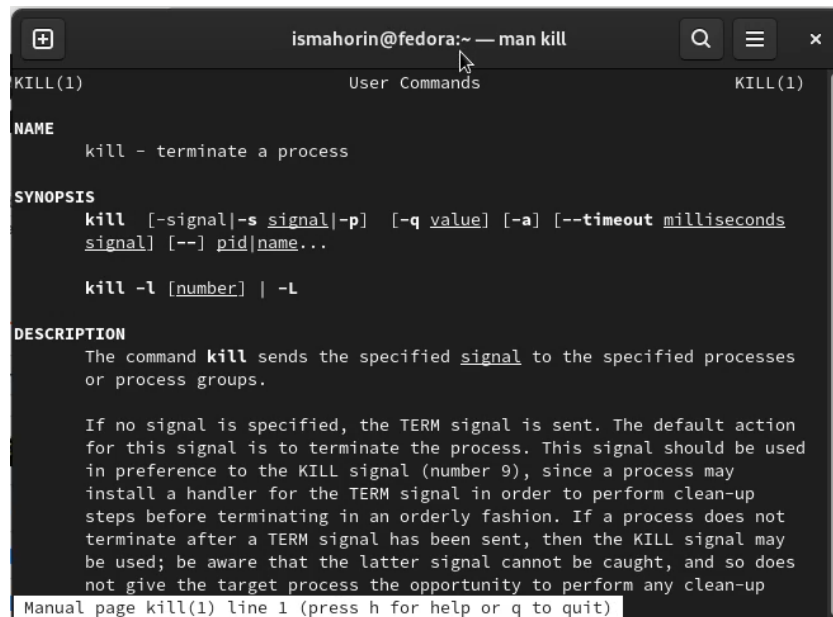 ismahorin@fedora:~ — man kill
KILL(1) User Commands KILL(1)
NAME
kill - terminate a process
SYNOPSIS
kill [-signal|-s signal|-p] [-q value] [-a] [--timeout milliseconds
signal] [--] pid|name...
kill -l [number] | -L
DESCRIPTION
The command kill sends the specified signal to the specified processes
or process groups.
If no signal is specified, the TERM signal is sent. The default action
for this signal is to terminate the process. This signal should be used
in preference to the KILL signal (number 9), since a process may
install a handler for the TERM signal in order to perform clean-up
steps before terminating in an orderly fashion. If a process does not
terminate after a TERM signal has been sent, then the KILL signal may
be used; be aware that the latter signal cannot be caught, and so does
not give the target process the opportunity to perform any clean-up
Manual page kill(1) line 1 (press h for help or q to quit)